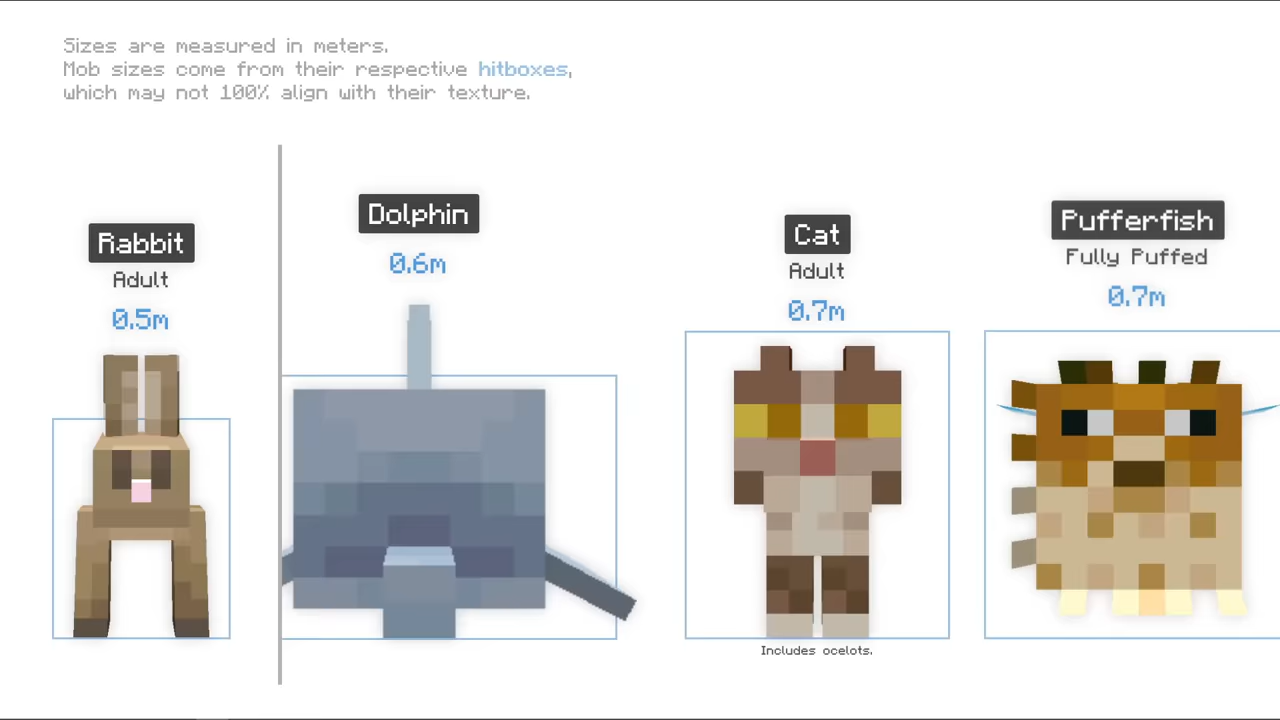 Sizes are measured in meters.
Mob sizes come from their respective hitboxes,
which may not 100% align with their texture.
Rabbit
Adult
0.5m
Dolphin
0.6m
Cat
Adult
0.7m
Includes ocelots.
Pufferfish
Fully Puffed
0.7m